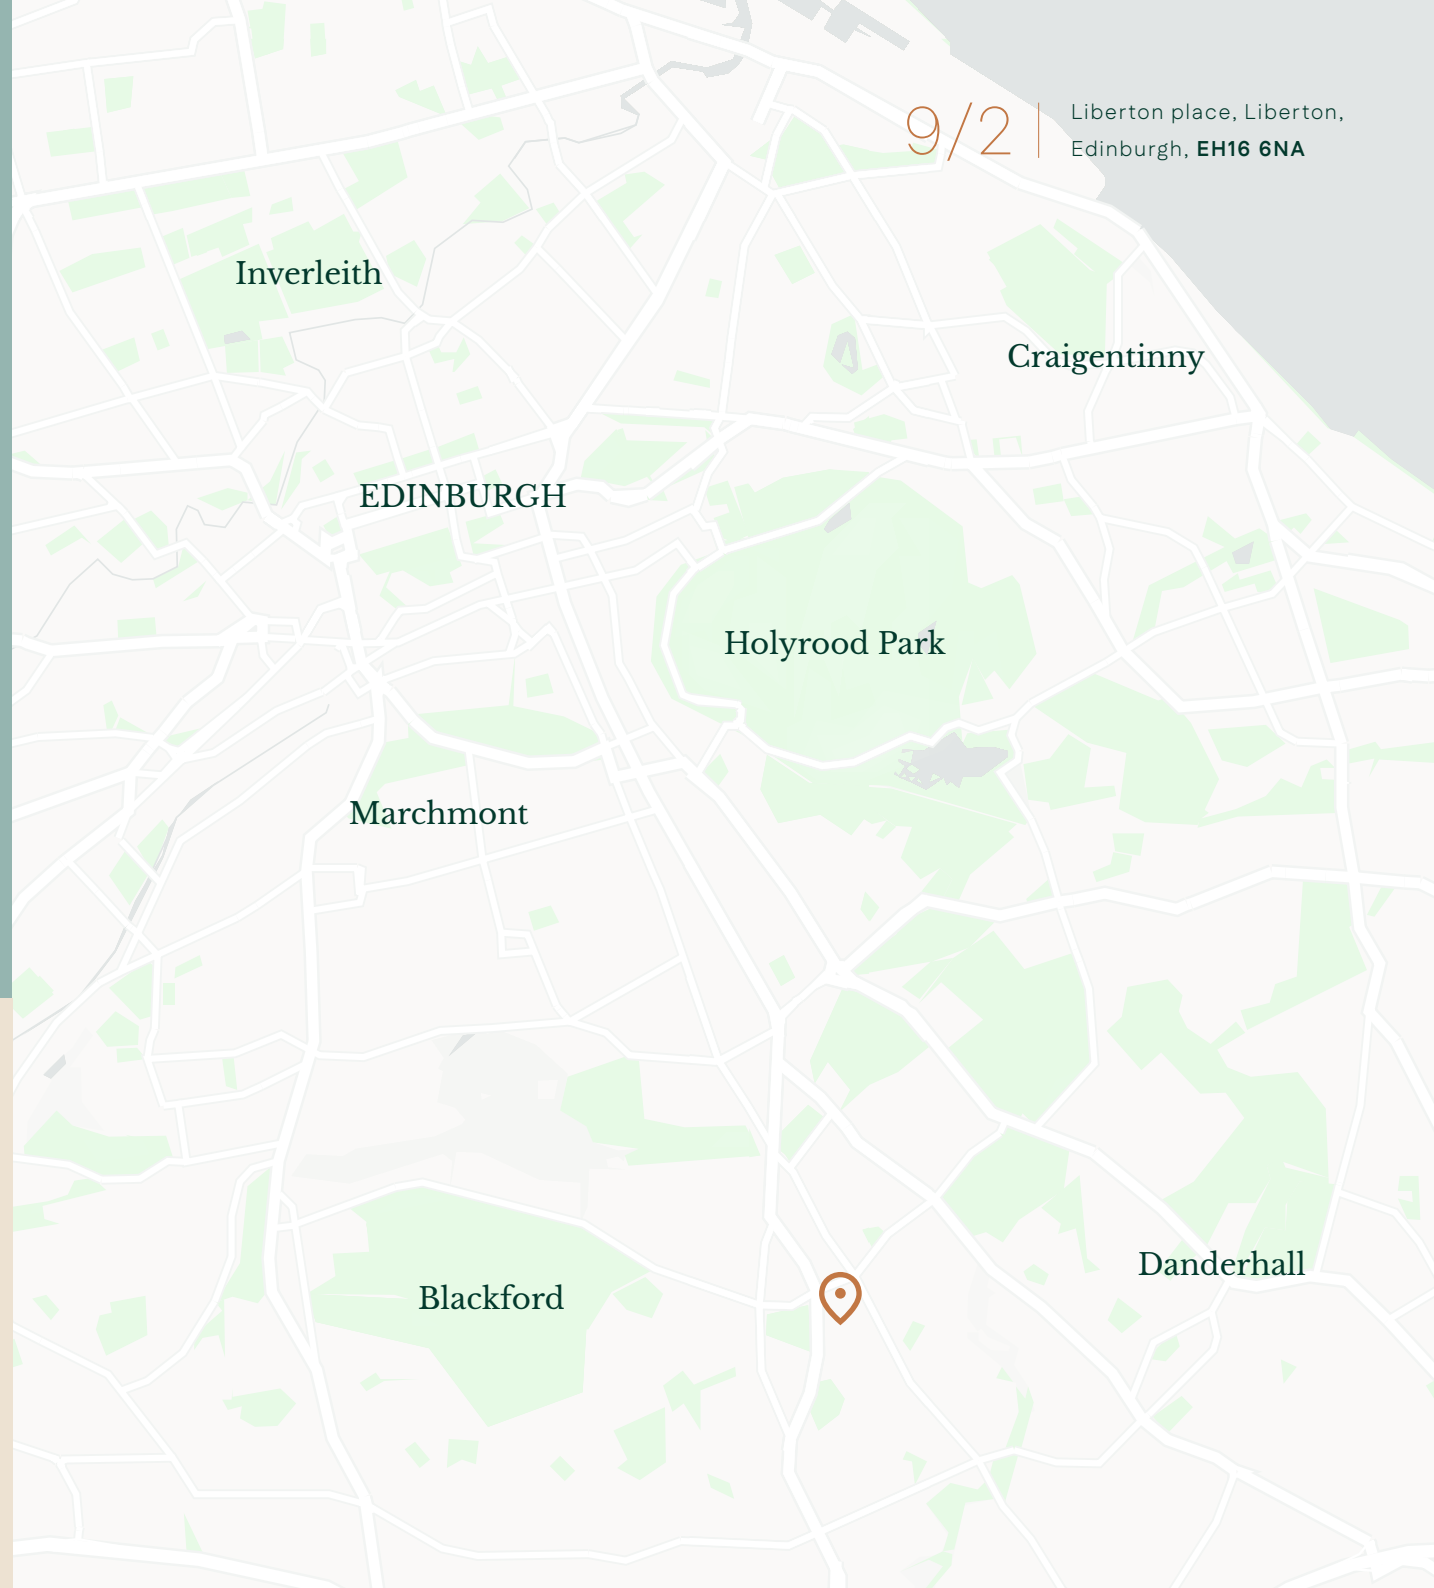 9/2
Liberton place, Liberton,
Edinburgh, EH16 6NA
Inverleith
Craigentinny
EDINBURGH
Holyrood Park
Marchmont
Danderhall
Blackford